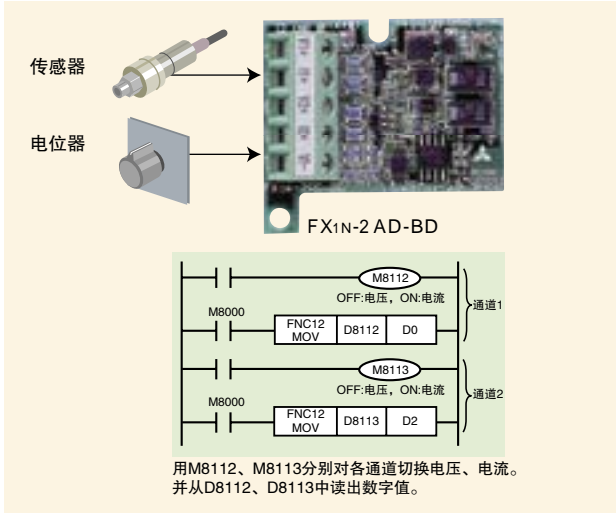 传感器
电位器
FX1N-2 AD-BD
M8112
OFF:电压，ON:电流
通道1
M8000
FNC12 MOV D8112 D0
M8113
OFF:电压，ON:电流
通道2
M8000
FNC12 MOV D8113 D2
用M8112、M8113分别对各通道切换电压、电流。
并从D8112、D8113中读出数字值。